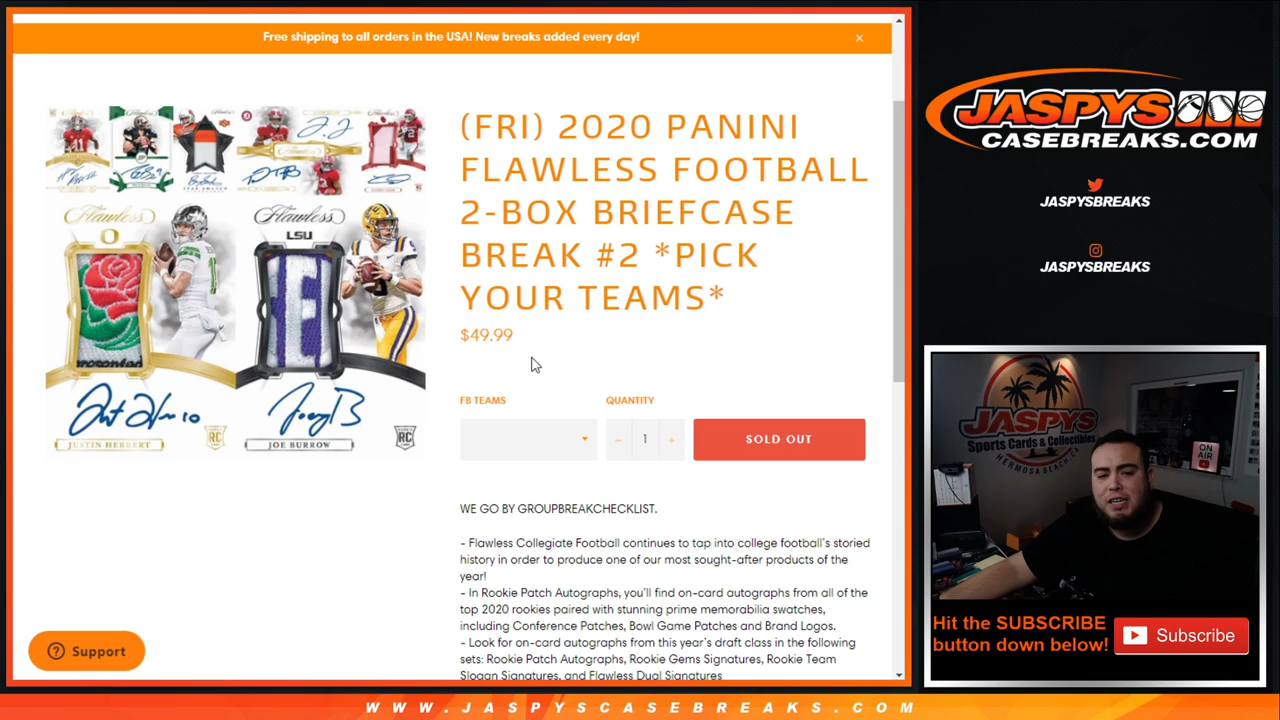 Free shipping to all orders in the USA! New breaks added every day!
×
(FRI) 2020 PANINI
FLAWLESS FOOTBALL
2-BOX BRIEFCASE
BREAK #2 *PICK
YOUR TEAMS*
$49.99
FB TEAMS
QUANTITY
− 1 +
SOLD OUT
WE GO BY GROUPBREAKCHECKLIST.
- Flawless Collegiate Football continues to tap into college football's storied
history in order to produce one of our most sought-after products of the
year!
- In Rookie Patch Autographs, you'll find on-card autographs from all of the
top 2020 rookies paired with stunning prime memorabilia swatches,
including Conference Patches, Bowl Game Patches and Brand Logos.
- Look for on-card autographs from this year's draft class in the following
sets: Rookie Patch Autographs, Rookie Gems Signatures, Rookie Team
Slogan Signatures, and Flawless Dual Signatures
Flawless
O
JUSTIN HERBERT
RC
Flawless
LSU
JOE BURROW
RC
Support
JASPYS
CASEBREAKS.COM
JASPYSBREAKS
JASPYSBREAKS
JASPYS
Sports Cards & Collectibles
HERMOSA BEACH, CA
ON
AIR
Hit the SUBSCRIBE
button down below!
Subscribe
WWW.JASPYSCASEBREAKS.COM